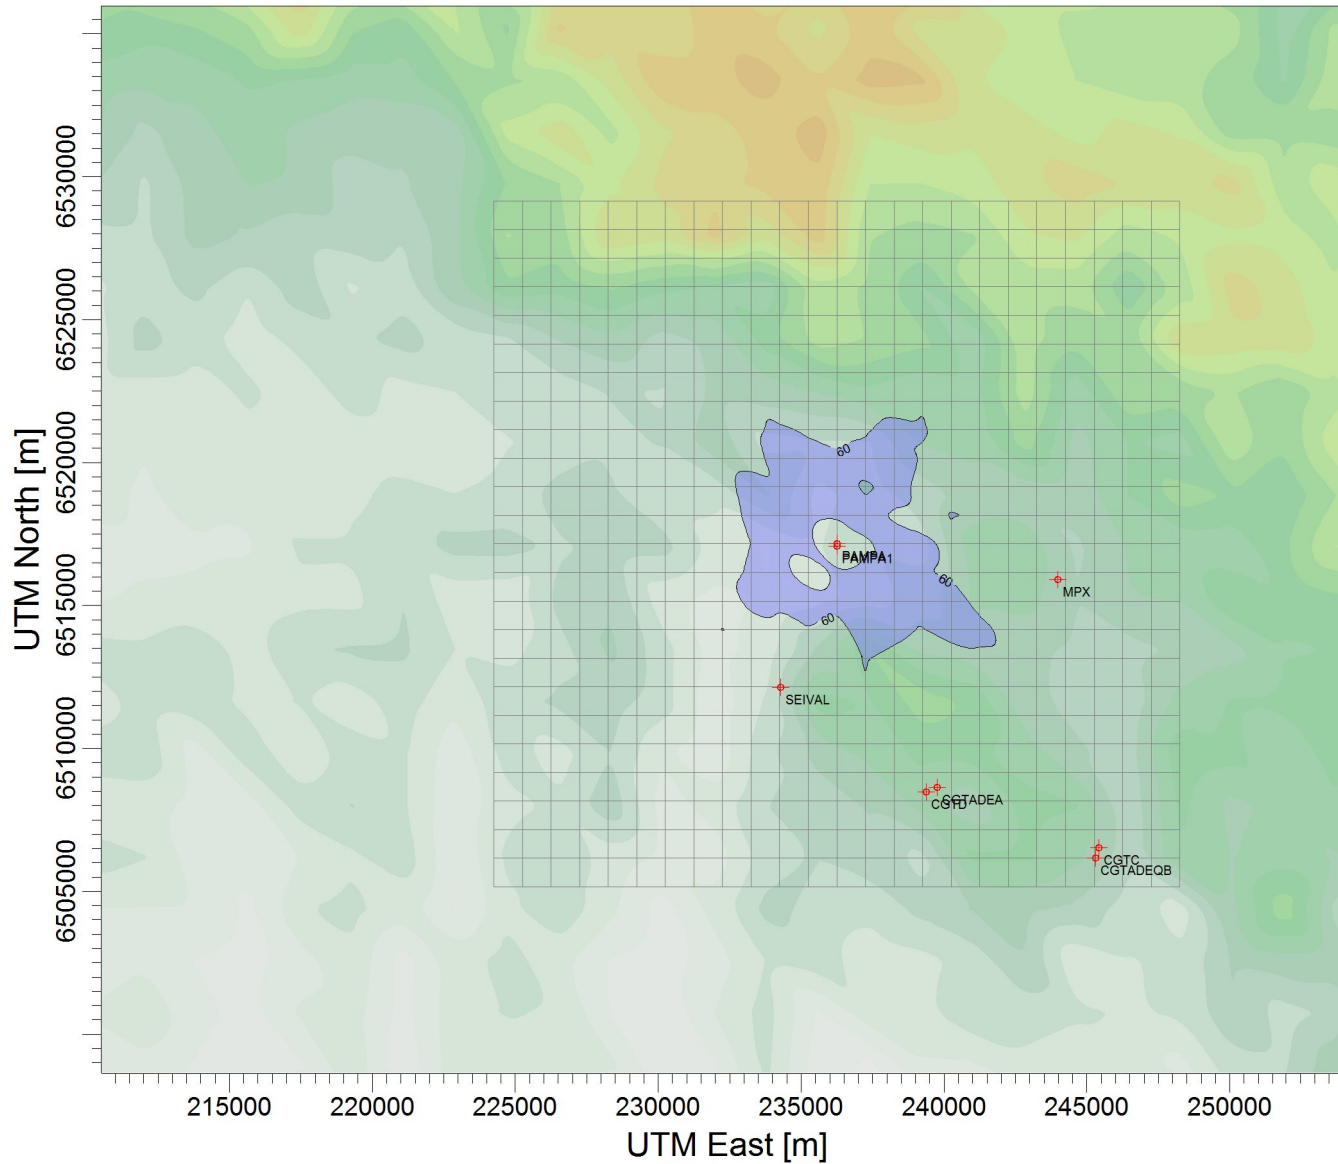 UTM North [m]
6530000
6525000
6520000
6515000
6510000
6505000
60
60
60
PAMPA
PAMPA1
MPX
SEIVAL
CGTADEA
CGTD
CGTC
CGTADEQB
215000 220000 225000 230000 235000 240000 245000 250000
UTM East [m]